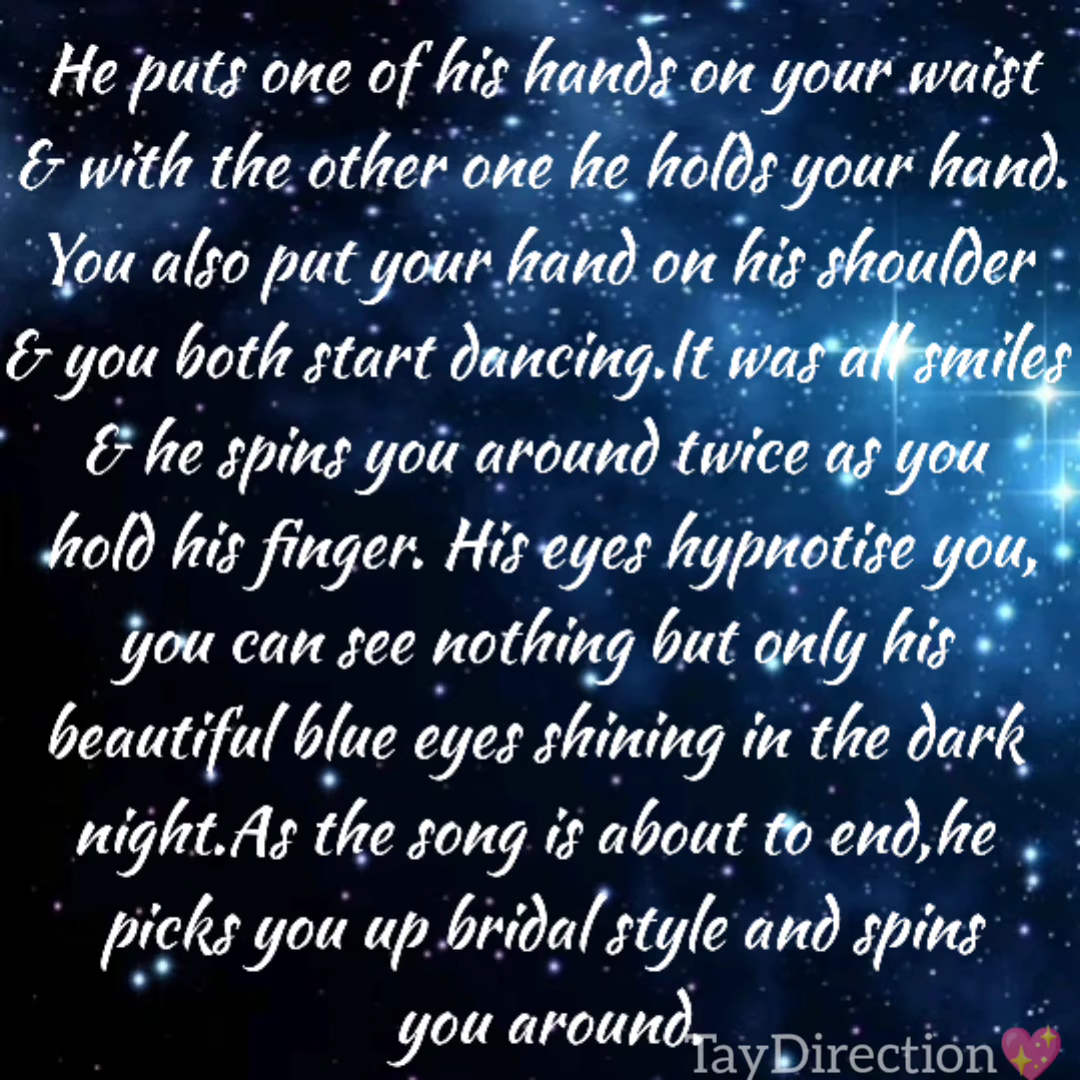 He puts one of his hands on your waist
& with the other one he holds your hand.
You also put your hand on his shoulder
& you both start dancing.It was all smiles
& he spins you around twice as you
hold his finger. His eyes hypnotise you,
you can see nothing but only his
beautiful blue eyes shining in the dark
night.As the song is about to end,he
picks you up bridal style and spins
you around.
TayDirection💖